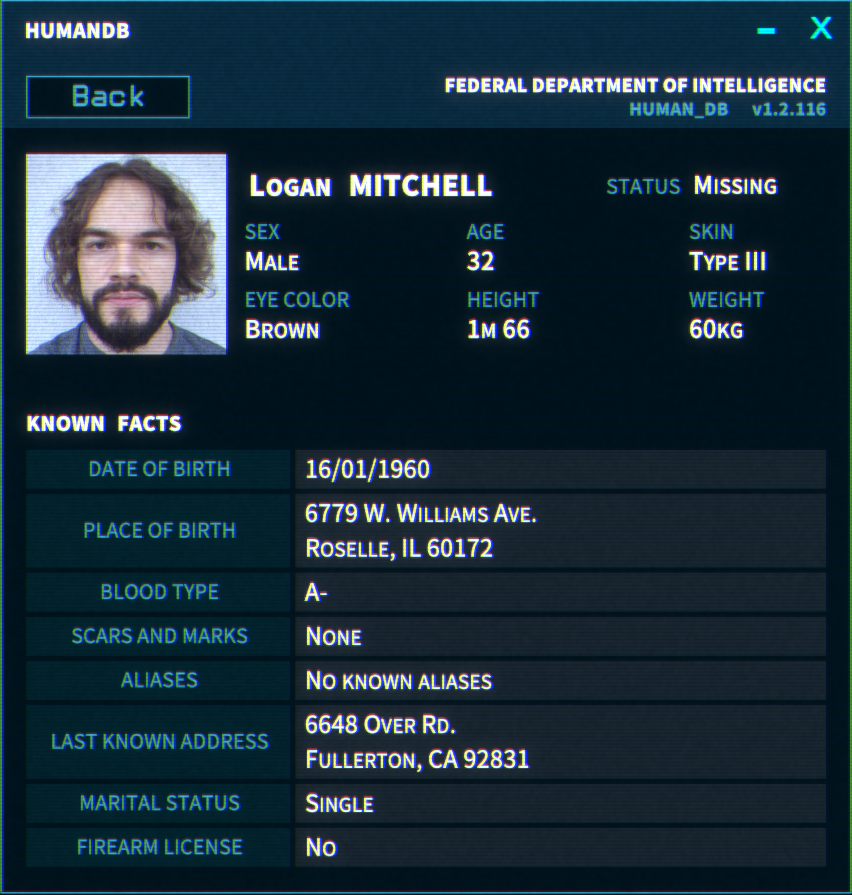 HUMANDB
– X
Back
FEDERAL DEPARTMENT OF INTELLIGENCE
HUMAN_DB v1.2.116
LOGAN MITCHELL STATUS MISSING
SEX AGE SKIN
MALE 32 TYPE III
EYE COLOR HEIGHT WEIGHT
BROWN 1M 66 60KG
KNOWN FACTS
DATE OF BIRTH 16/01/1960
PLACE OF BIRTH 6779 W. WILLIAMS AVE.
ROSELLE, IL 60172
BLOOD TYPE A-
SCARS AND MARKS NONE
ALIASES NO KNOWN ALIASES
LAST KNOWN ADDRESS 6648 OVER RD.
FULLERTON, CA 92831
MARITAL STATUS SINGLE
FIREARM LICENSE NO